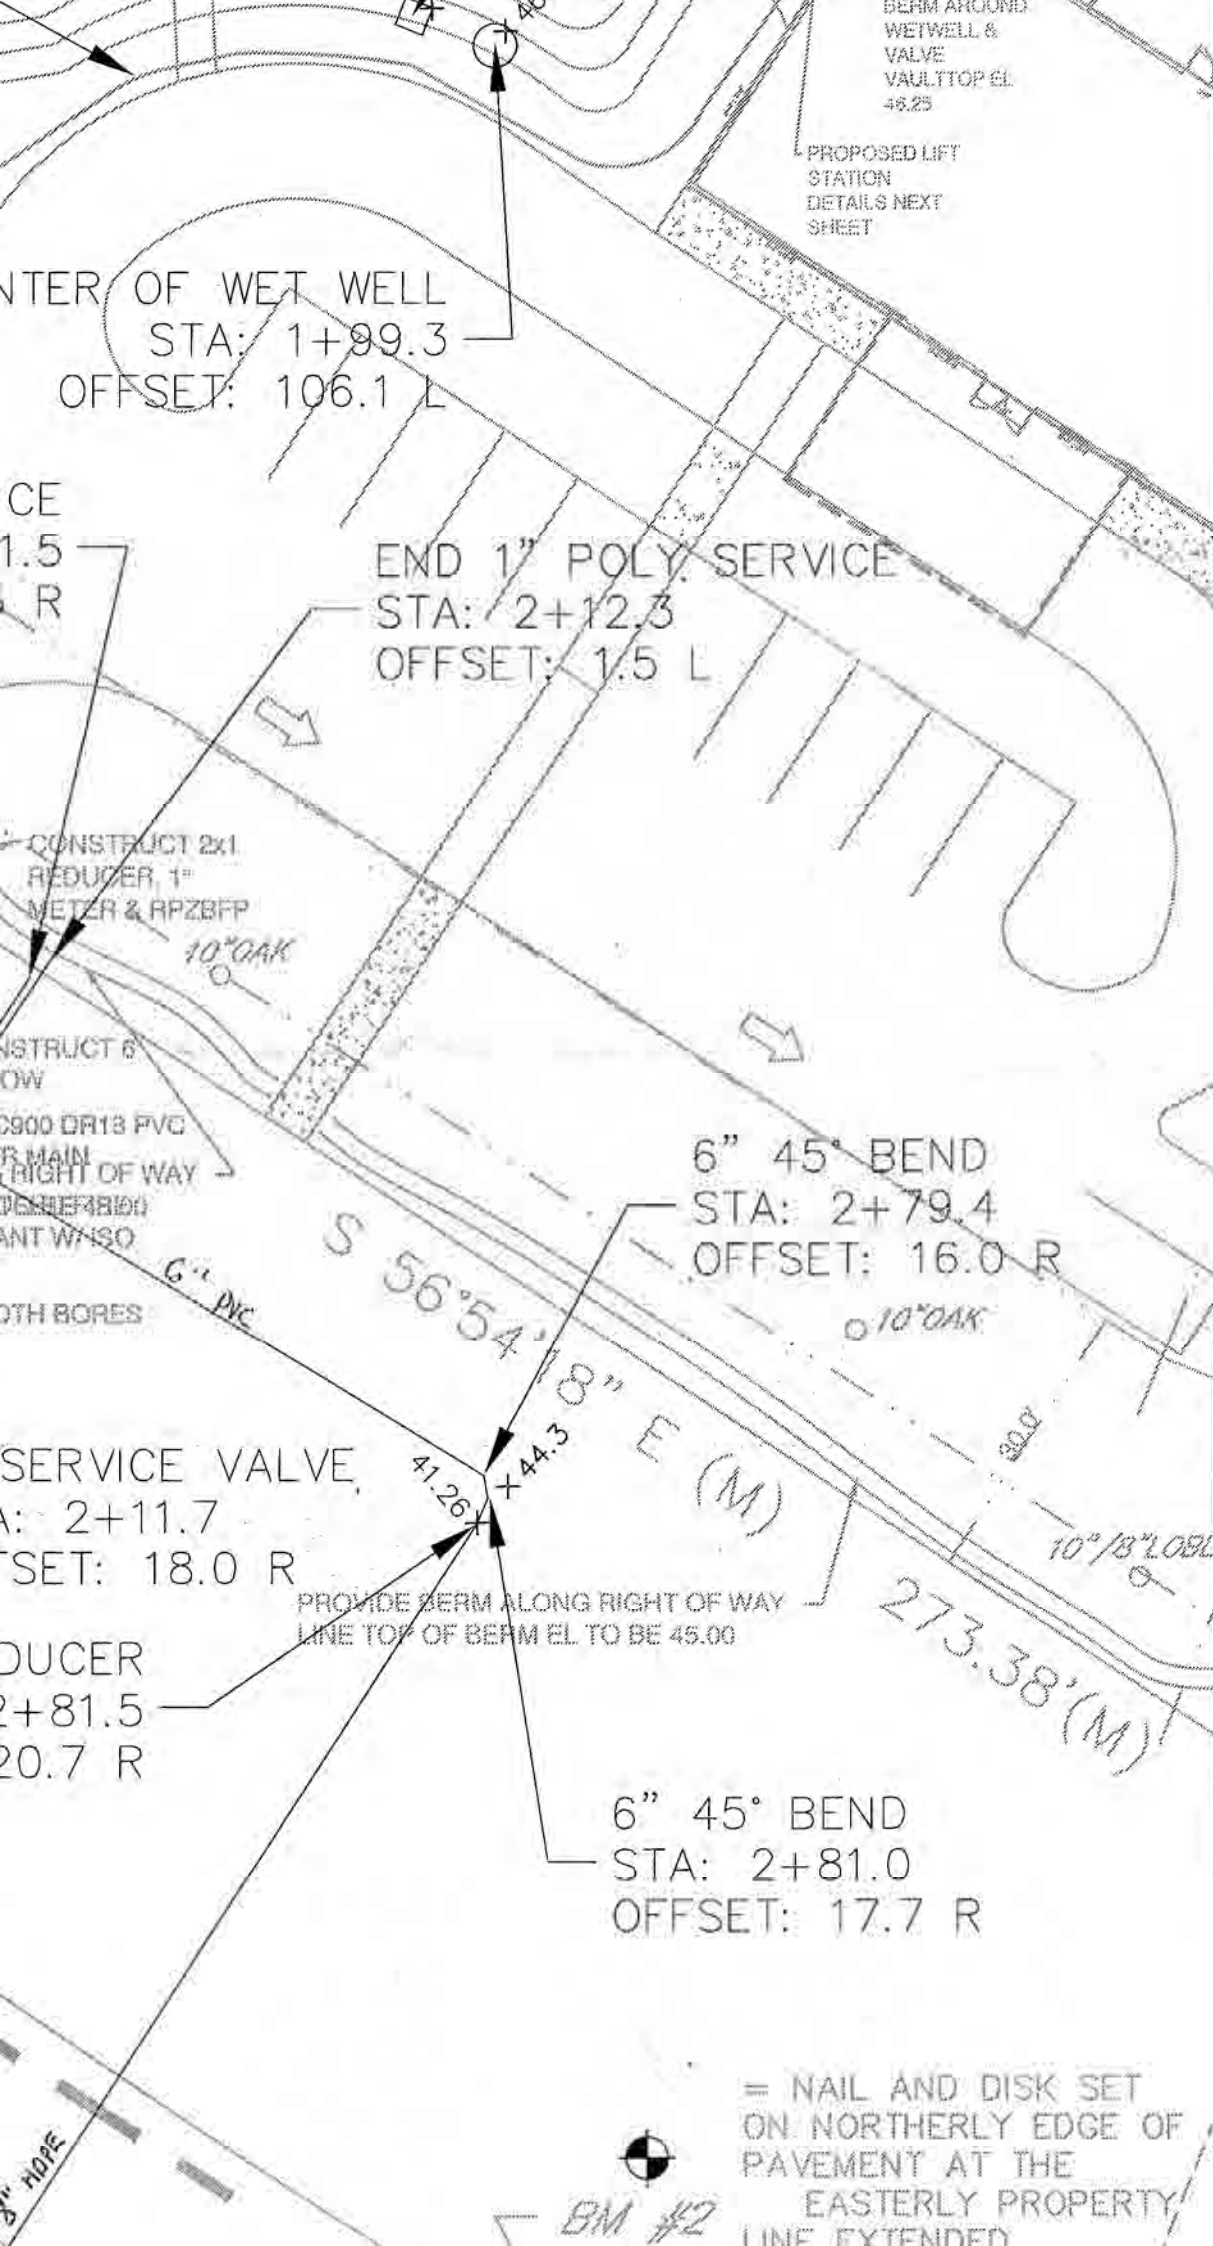 BERM AROUND
WETWELL &
VALVE
VAULTTOP EL
46.25
PROPOSED LIFT
STATION
DETAILS NEXT
SHEET
NTER OF WET WELL
STA: 1+99.3
OFFSET: 106.1 L
CE
1.5
R
END 1" POLY SERVICE
STA: 2+12.3
OFFSET: 1.5 L
CONSTRUCT 2x1
REDUCER, 1"
METER & RPZBFP
10"OAK
NSTRUCT 6"
OW
C900 DR13 PVC
R MAIN
RIGHT OF WAY
ANT W/ISO
OTH BORES
6" PVC
S 56°54'18" E (M)
273.38'(M)
6" 45° BEND
STA: 2+79.4
OFFSET: 16.0 R
10"OAK
30.0'
44.3
41.26
SERVICE VALVE
A: 2+11.7
SET: 18.0 R
PROVIDE BERM ALONG RIGHT OF WAY
LINE TOP OF BERM EL TO BE 45.00
10"/8"LOBL
DUCER
2+81.5
20.7 R
6" 45° BEND
STA: 2+81.0
OFFSET: 17.7 R
8" HDPE
= NAIL AND DISK SET
ON NORTHERLY EDGE OF
PAVEMENT AT THE
EASTERLY PROPERTY
LINE EXTENDED
BM #2